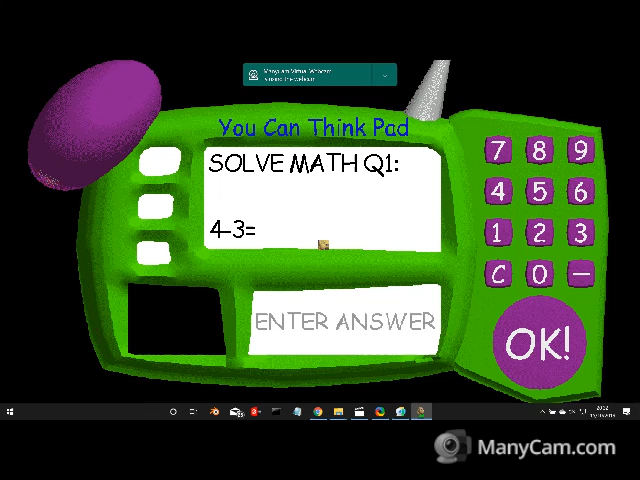 You Can Think Pad
SOLVE MATH Q1:
4-3=
ENTER ANSWER
7 8 9
4 5 6
1 2 3
C 0 —
OK!
ManyCam.com